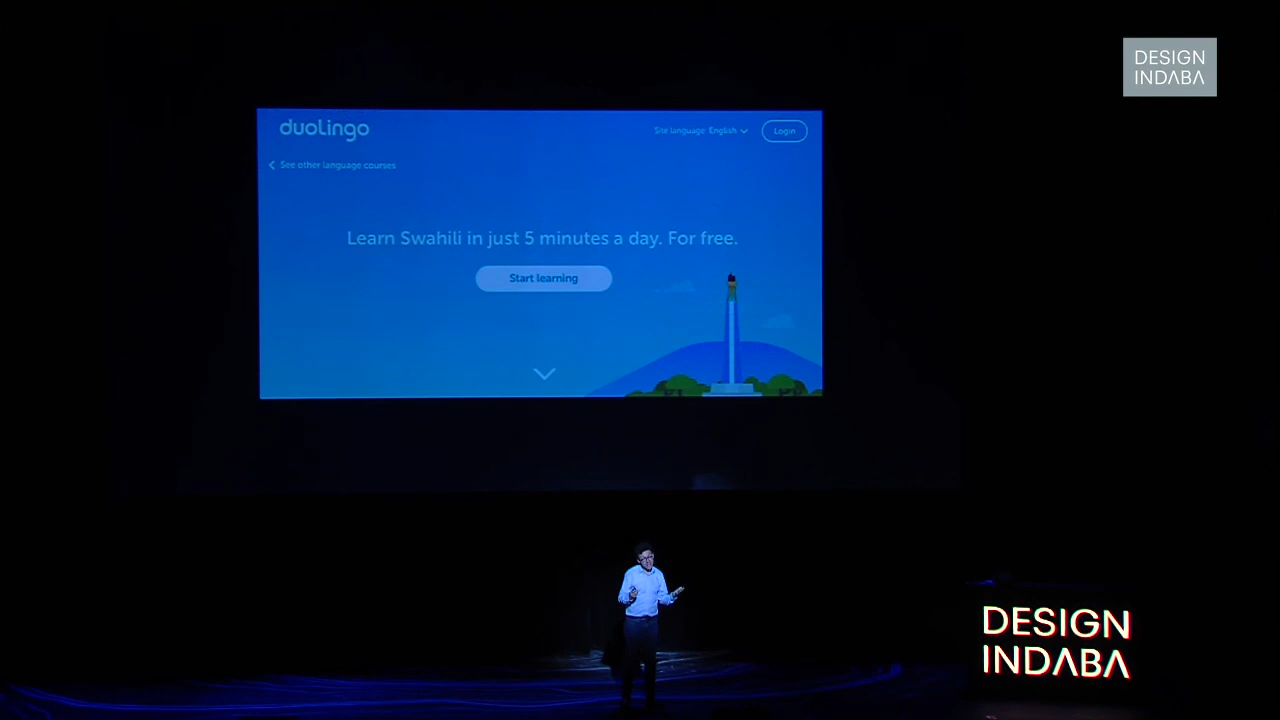 DESIGN
INDABA
duolingo
Site language: English
Login
See other language courses
Learn Swahili in just 5 minutes a day. For free.
Start learning
DESIGN
INDABA